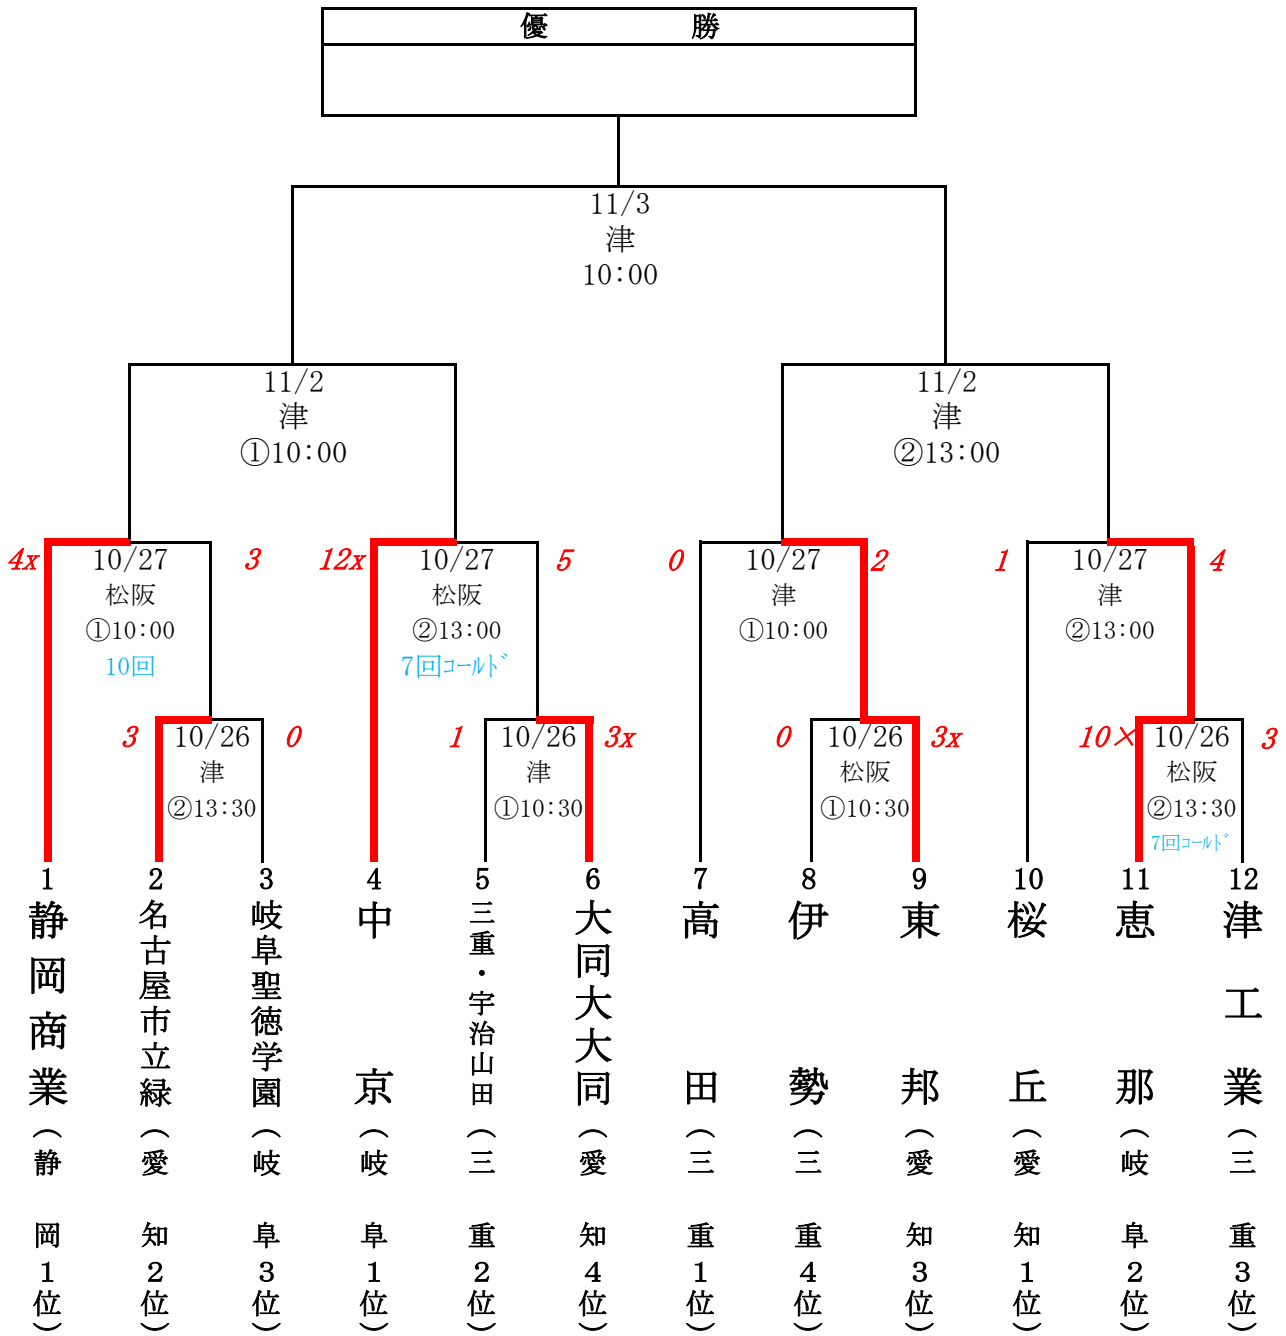 優　勝
11/3
津
10:00
11/2
津
①10:00
11/2
津
②13:00
4x
10/27
松阪
①10:00
10回
3
12x
10/27
松阪
②13:00
7回ｺｰﾙﾄﾞ
5
0
10/27
津
①10:00
2
1
10/27
津
②13:00
4
3
10/26
津
②13:30
0
1
10/26
津
①10:30
3x
0
10/26
松阪
①10:30
3x
10×
10/26
松阪
②13:30
7回ｺｰﾙﾄﾞ
3
1
静岡商業（静岡1位）
2
名古屋市立緑（愛知2位）
3
岐阜聖徳学園（岐阜3位）
4
中京（岐阜1位）
5
三重・宇治山田（三重2位）
6
大同大大同（愛知4位）
7
高田（三重1位）
8
伊勢（三重4位）
9
東邦（愛知3位）
10
桜丘（愛知1位）
11
恵那（岐阜2位）
12
津工業（三重3位）